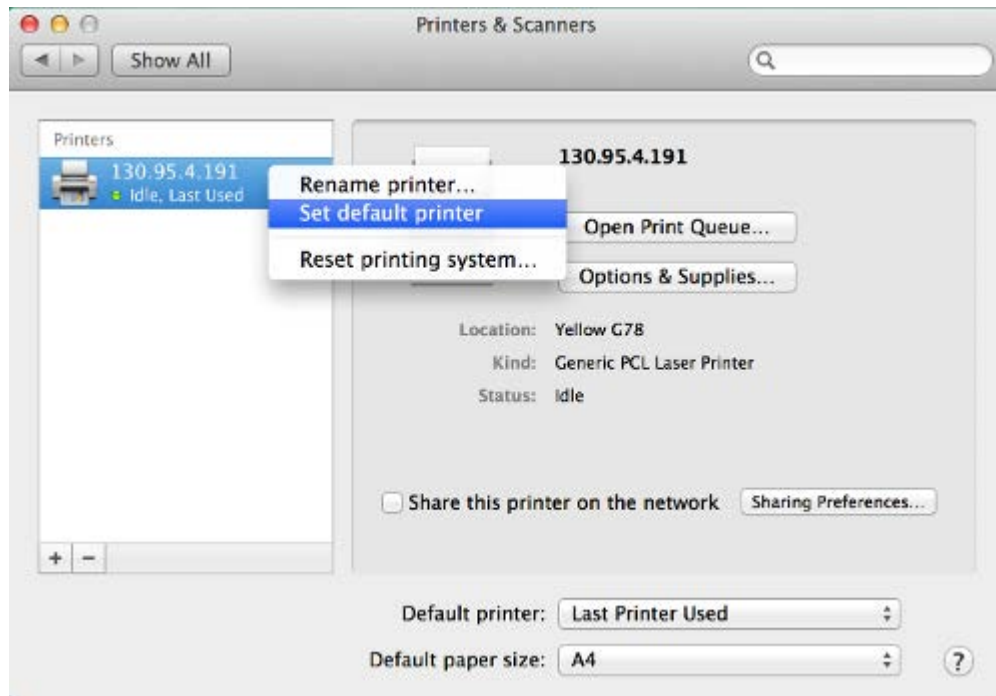 Printers & Scanners
Show All
Printers
130.95.4.191
Idle, Last Used
Rename printer...
Set default printer
Reset printing system...
130.95.4.191
Open Print Queue...
Options & Supplies...
Location: Yellow G78
Kind: Generic PCL Laser Printer
Status: Idle
Share this printer on the network Sharing Preferences...
+ −
Default printer: Last Printer Used
Default paper size: A4 ?